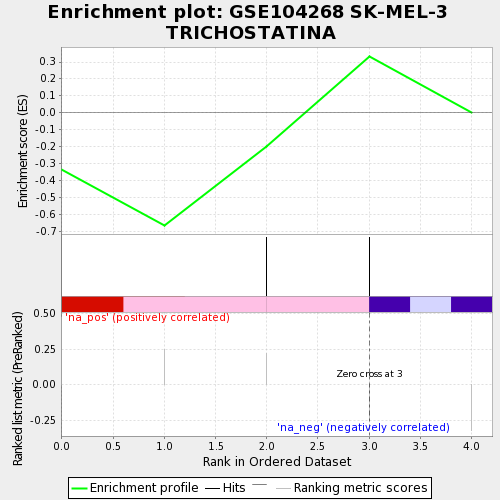 Enrichment plot: GSE104268 SK-MEL-3
TRICHOSTATINA
Enrichment score (ES)
0.3
0.2
0.1
0.0
-0.1
-0.2
-0.3
-0.4
-0.5
-0.6
-0.7
Ranked list metric (PreRanked)
0.50
0.25
0.00
-0.25
'na_pos' (positively correlated)
Zero cross at 3
'na_neg' (negatively correlated)
0.0 0.5 1.0 1.5 2.0 2.5 3.0 3.5 4.0
Rank in Ordered Dataset
Enrichment profile Hits Ranking metric scores